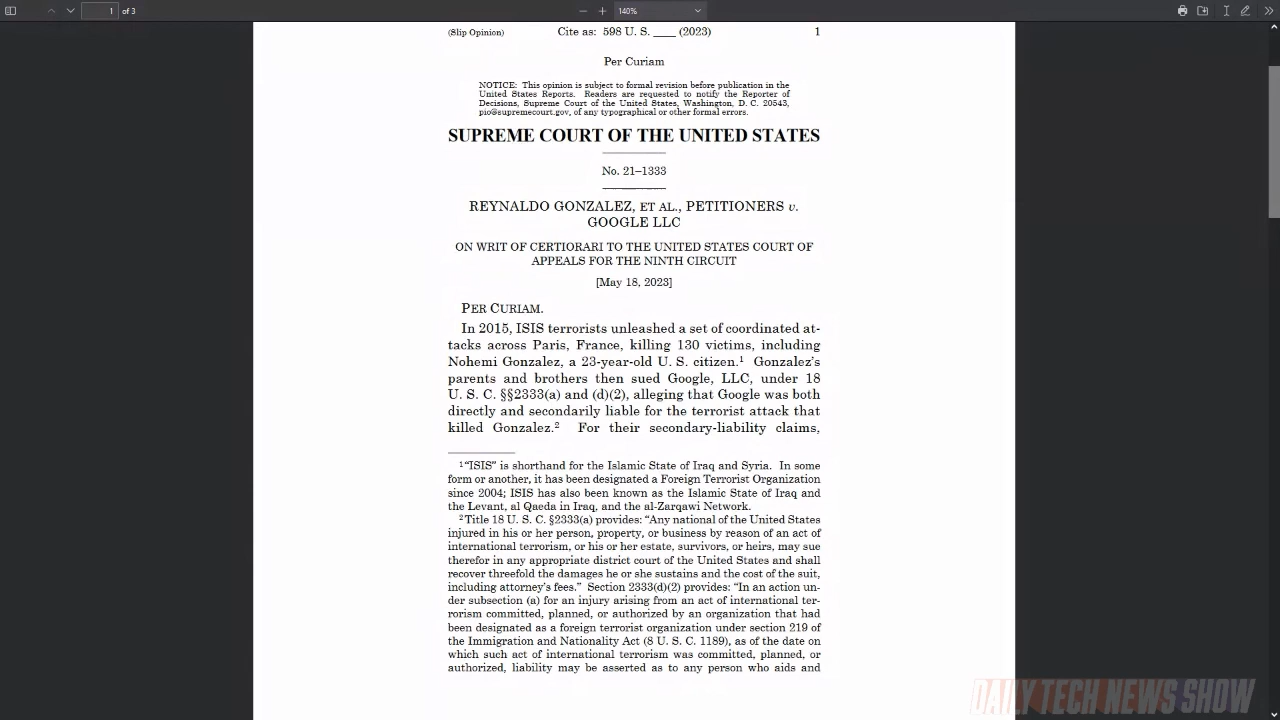 1 of 3
140%
(Slip Opinion) Cite as: 598 U. S. ____ (2023) 1
Per Curiam
NOTICE: This opinion is subject to formal revision before publication in the
United States Reports. Readers are requested to notify the Reporter of
Decisions, Supreme Court of the United States, Washington, D. C. 20543,
pio@supremecourt.gov, of any typographical or other formal errors.
SUPREME COURT OF THE UNITED STATES
No. 21–1333
REYNALDO GONZALEZ, ET AL., PETITIONERS v.
GOOGLE LLC
ON WRIT OF CERTIORARI TO THE UNITED STATES COURT OF
APPEALS FOR THE NINTH CIRCUIT
[May 18, 2023]
PER CURIAM.
In 2015, ISIS terrorists unleashed a set of coordinated at-
tacks across Paris, France, killing 130 victims, including
Nohemi Gonzalez, a 23-year-old U. S. citizen.1 Gonzalez's
parents and brothers then sued Google, LLC, under 18
U. S. C. §§2333(a) and (d)(2), alleging that Google was both
directly and secondarily liable for the terrorist attack that
killed Gonzalez.2 For their secondary-liability claims,
1 "ISIS" is shorthand for the Islamic State of Iraq and Syria. In some
form or another, it has been designated a Foreign Terrorist Organization
since 2004; ISIS has also been known as the Islamic State of Iraq and
the Levant, al Qaeda in Iraq, and the al-Zarqawi Network.
2 Title 18 U. S. C. §2333(a) provides: "Any national of the United States
injured in his or her person, property, or business by reason of an act of
international terrorism, or his or her estate, survivors, or heirs, may sue
therefor in any appropriate district court of the United States and shall
recover threefold the damages he or she sustains and the cost of the suit,
including attorney's fees." Section 2333(d)(2) provides: "In an action un-
der subsection (a) for an injury arising from an act of international ter-
rorism committed, planned, or authorized by an organization that had
been designated as a foreign terrorist organization under section 219 of
the Immigration and Nationality Act (8 U. S. C. 1189), as of the date on
which such act of international terrorism was committed, planned, or
authorized, liability may be asserted as to any person who aids and
DAILY TECH NEWS SHOW